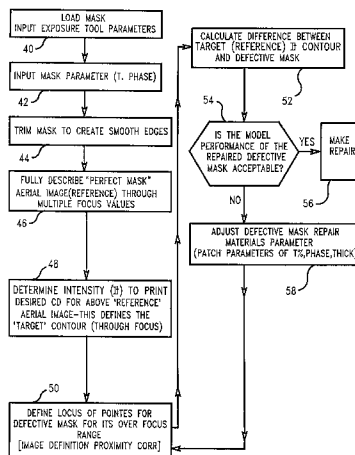 LOAD MASK
INPUT EXPOSURE TOOL PARAMETERS
40
INPUT MASK PARAMETER (T. PHASE)
42
TRIM MASK TO CREATE SMOOTH EDGES
44
FULLY DESCRIBE "PERFECT MASK"
AERIAL IMAGE(REFERENCE) THROUGH
MULTIPLE FOCUS VALUES
46
48
DETERMINE INTENSITY TO PRINT
DESIRED CD FOR ABOVE 'REFERENCE'
AERIAL IMAGE-THIS DEFINES THE
'TARGET' CONTOUR (THROUGH FOCUS)
50
DEFINE LOCUS OF POINTES FOR
DEFECTIVE MASK FOR ITS OVER FOCUS
RANGE
[IMAGE DEFINITION PROXIMITY CORR]
CALCULATE DIFFERENCE BETWEEN
TARGET (REFERENCE) CONTOUR
AND DEFECTIVE MASK
52
54
IS THE MODEL
PERFORMANCE OF THE
REPAIRED DEFECTIVE
MASK ACCEPTABLE?
YES
MAKE
REPAIR
56
NO
ADJUST DEFECTIVE MASK REPAIR
MATERIALS PARAMETER
(PATCH PARAMETERS OF T%,PHASE,THICK)
58